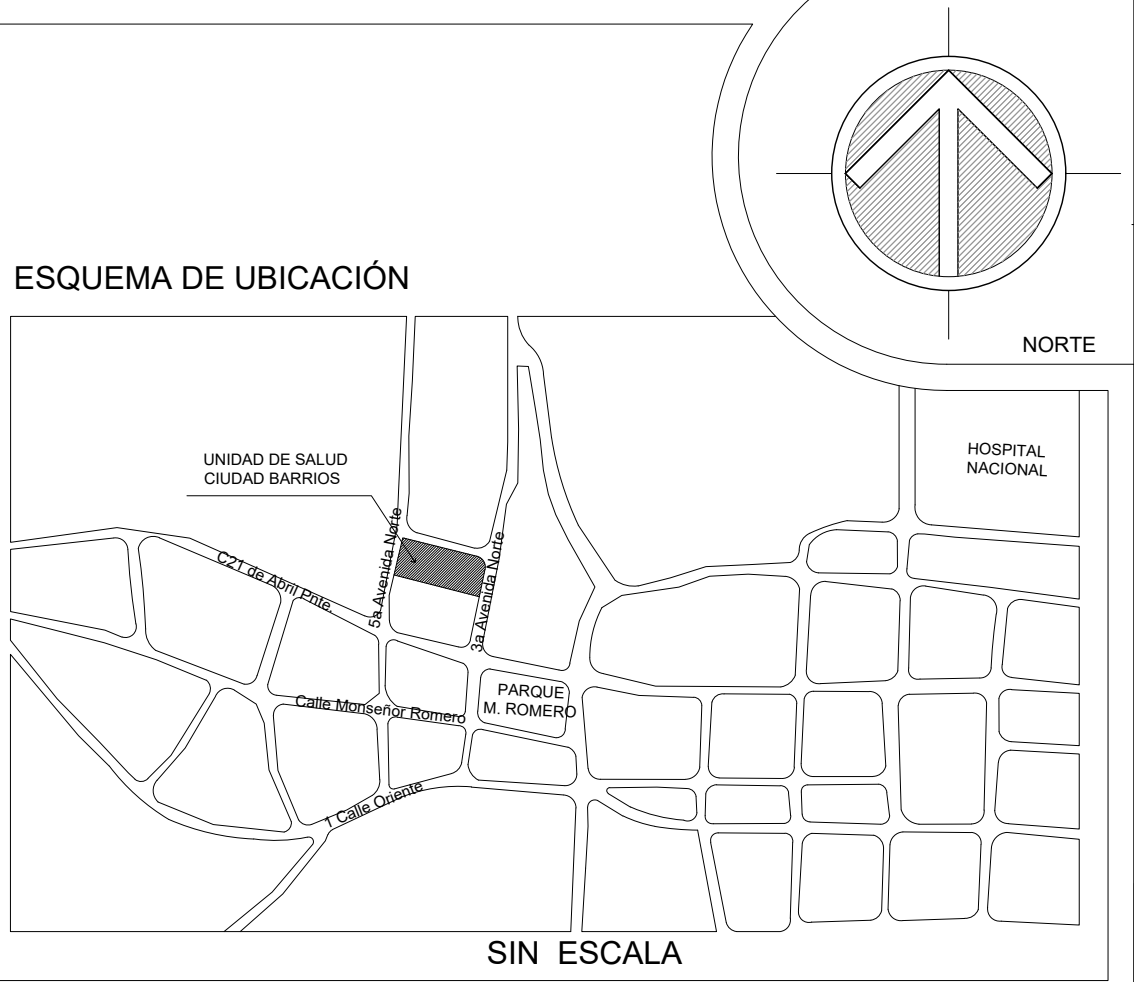 ESQUEMA DE UBICACIÓN
NORTE
HOSPITAL
NACIONAL
UNIDAD DE SALUD
CIUDAD BARRIOS
5a Avenida Norte
3a Avenida Norte
C21 de Abril Pnte.
PARQUE
M. ROMERO
Calle Monseñor Romero
1 Calle Oriente
SIN ESCALA